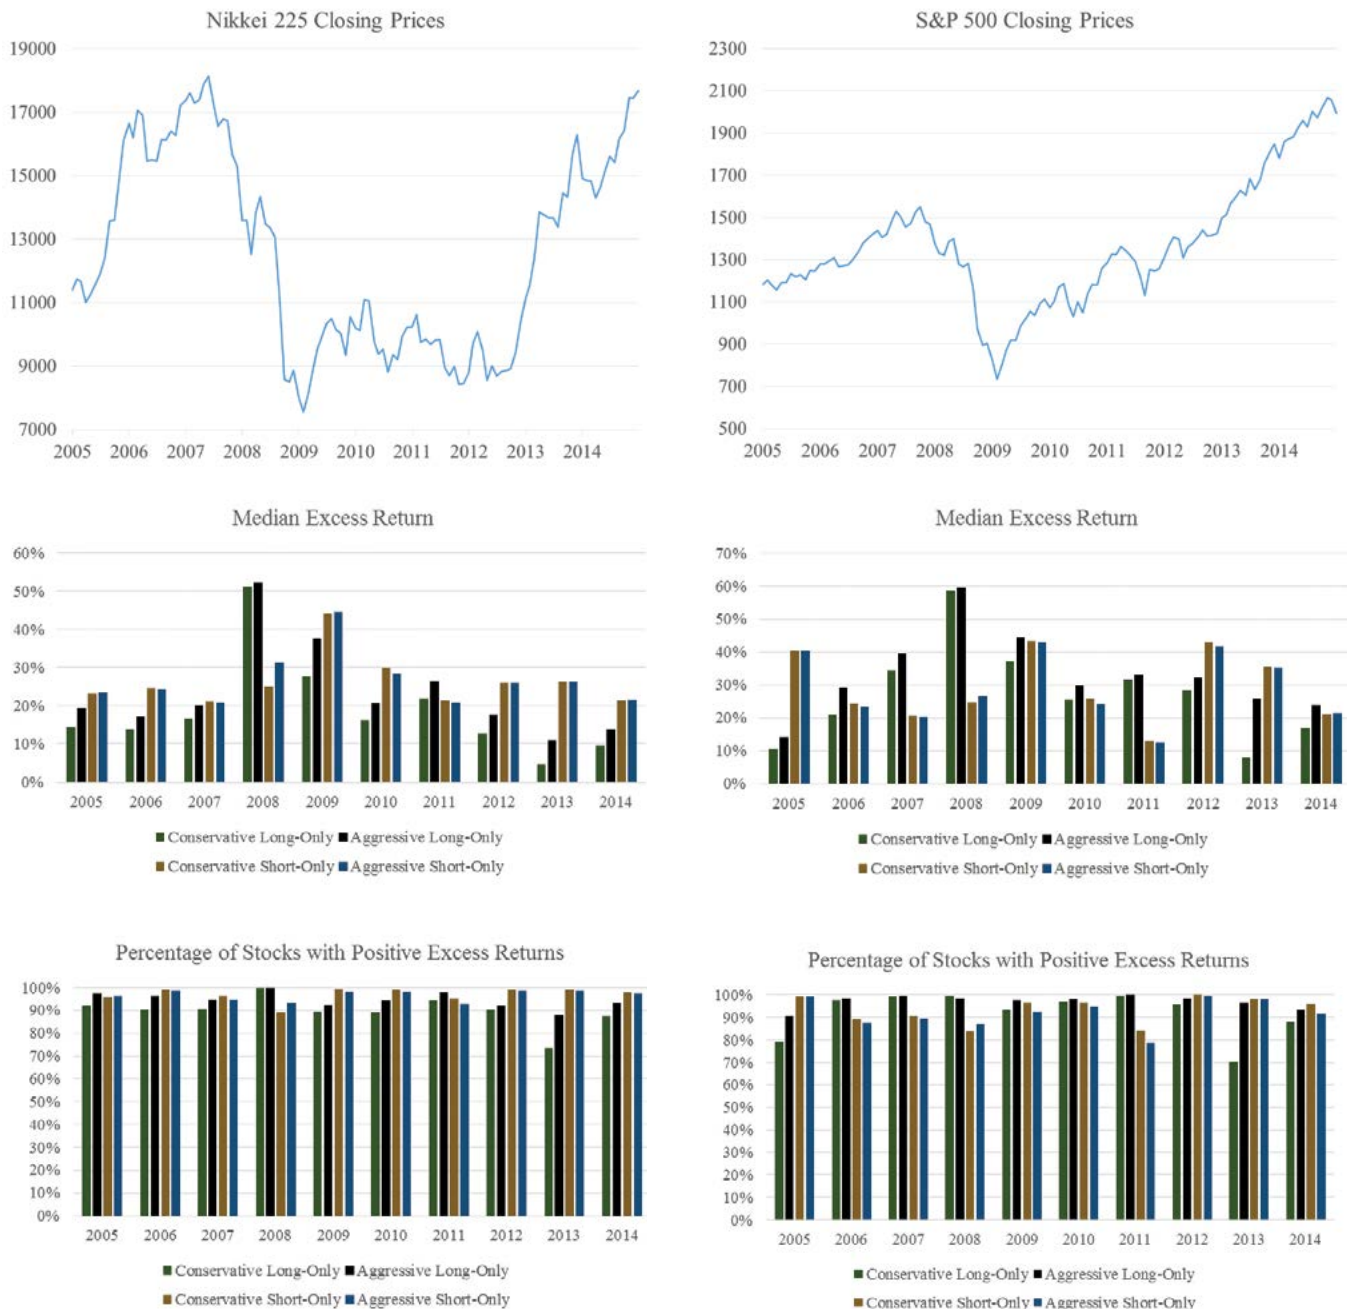 Nikkei 225 Closing Prices
19000
17000
15000
13000
11000
9000
7000
2005 2006 2007 2008 2009 2010 2011 2012 2013 2014
S&P 500 Closing Prices
2300
2100
1900
1700
1500
1300
1100
900
700
500
2005 2006 2007 2008 2009 2010 2011 2012 2013 2014
Median Excess Return
60%
50%
40%
30%
20%
10%
0%
2005 2006 2007 2008 2009 2010 2011 2012 2013 2014
Conservative Long-Only Aggressive Long-Only
Conservative Short-Only Aggressive Short-Only
Median Excess Return
70%
60%
50%
40%
30%
20%
10%
0%
2005 2006 2007 2008 2009 2010 2011 2012 2013 2014
Conservative Long-Only Aggressive Long-Only
Conservative Short-Only Aggressive Short-Only
Percentage of Stocks with Positive Excess Returns
100%
90%
80%
70%
60%
50%
40%
30%
20%
10%
0%
2005 2006 2007 2008 2009 2010 2011 2012 2013 2014
Conservative Long-Only Aggressive Long-Only
Conservative Short-Only Aggressive Short-Only
Percentage of Stocks with Positive Excess Returns
100%
90%
80%
70%
60%
50%
40%
30%
20%
10%
0%
2005 2006 2007 2008 2009 2010 2011 2012 2013 2014
Conservative Long-Only Aggressive Long-Only
Conservative Short-Only Aggressive Short-Only